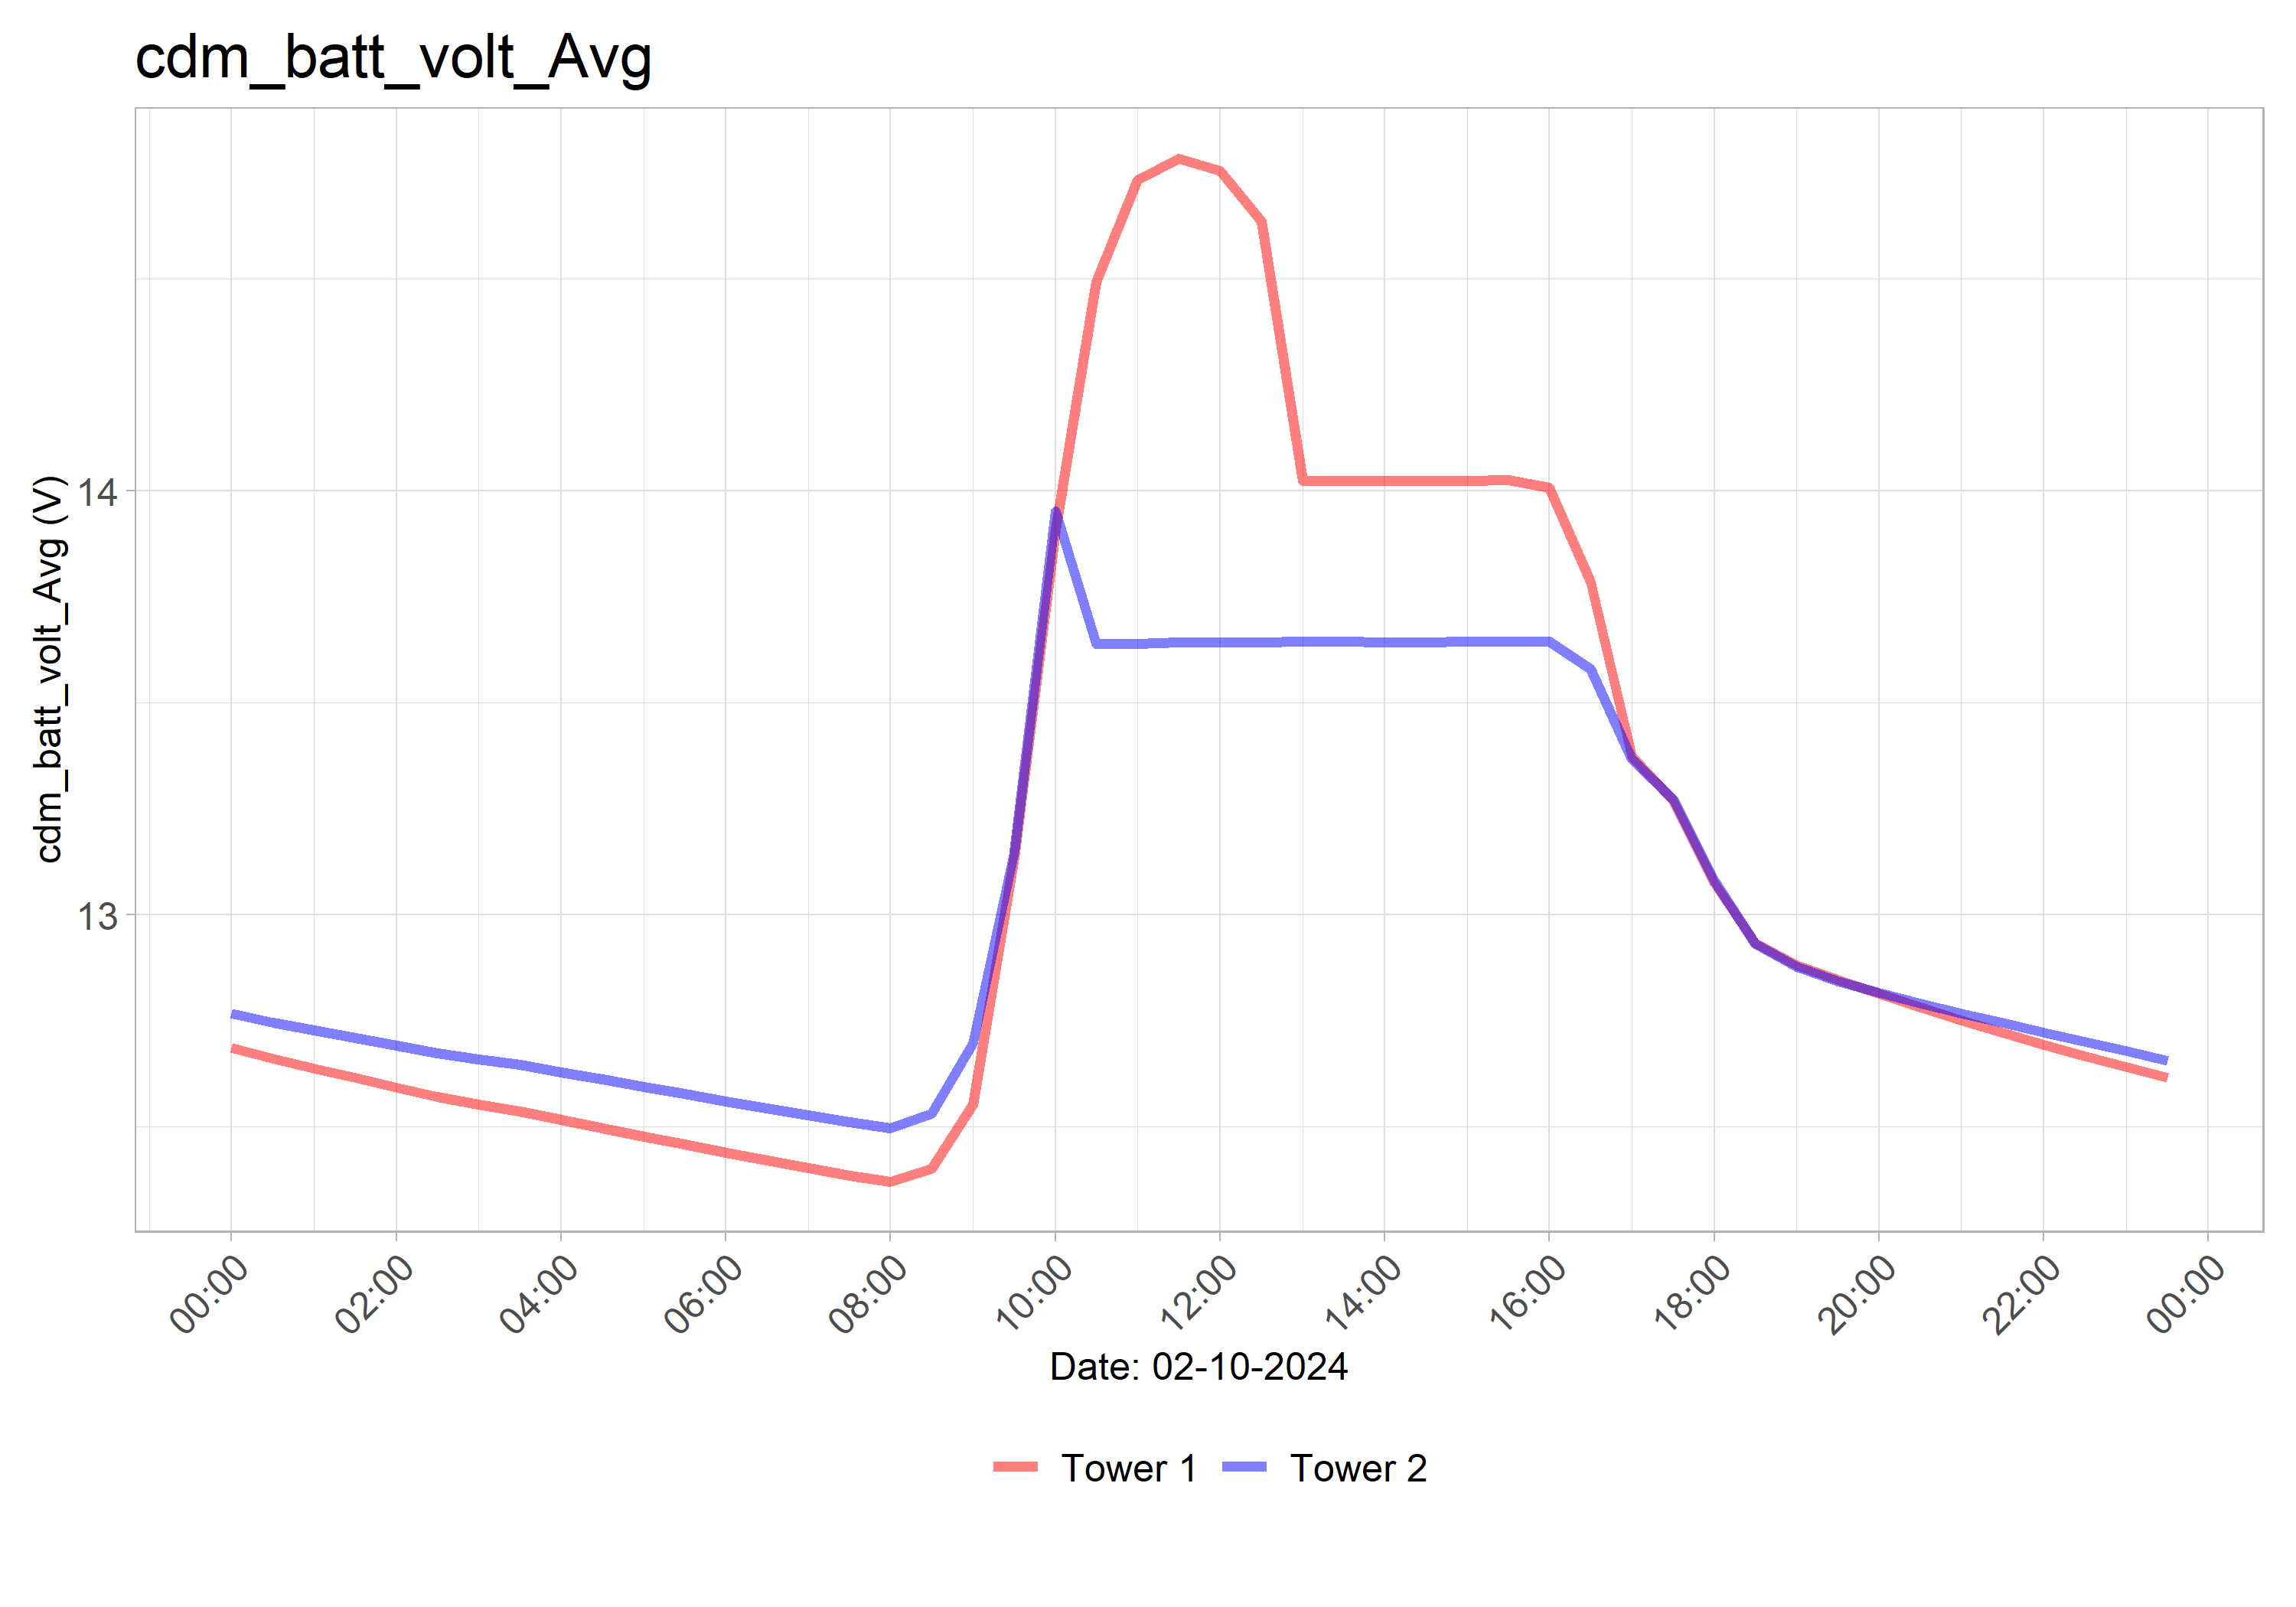 cdm_batt_volt_Avg
cdm_batt_volt_Avg (V)
14
13
00:00 02:00 04:00 06:00 08:00 10:00 12:00 14:00 16:00 18:00 20:00 22:00 00:00
Date: 02-10-2024
Tower 1 Tower 2